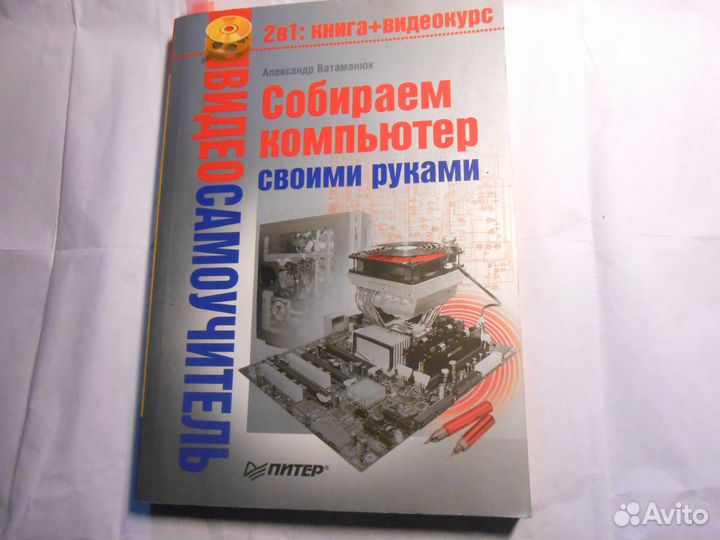 2в1: книга+видеокурс
Александр Ватаманюк
Собираем
компьютер
своими руками
ВИДЕОСАМОУЧИТЕЛЬ
ПИТЕР®
Avito